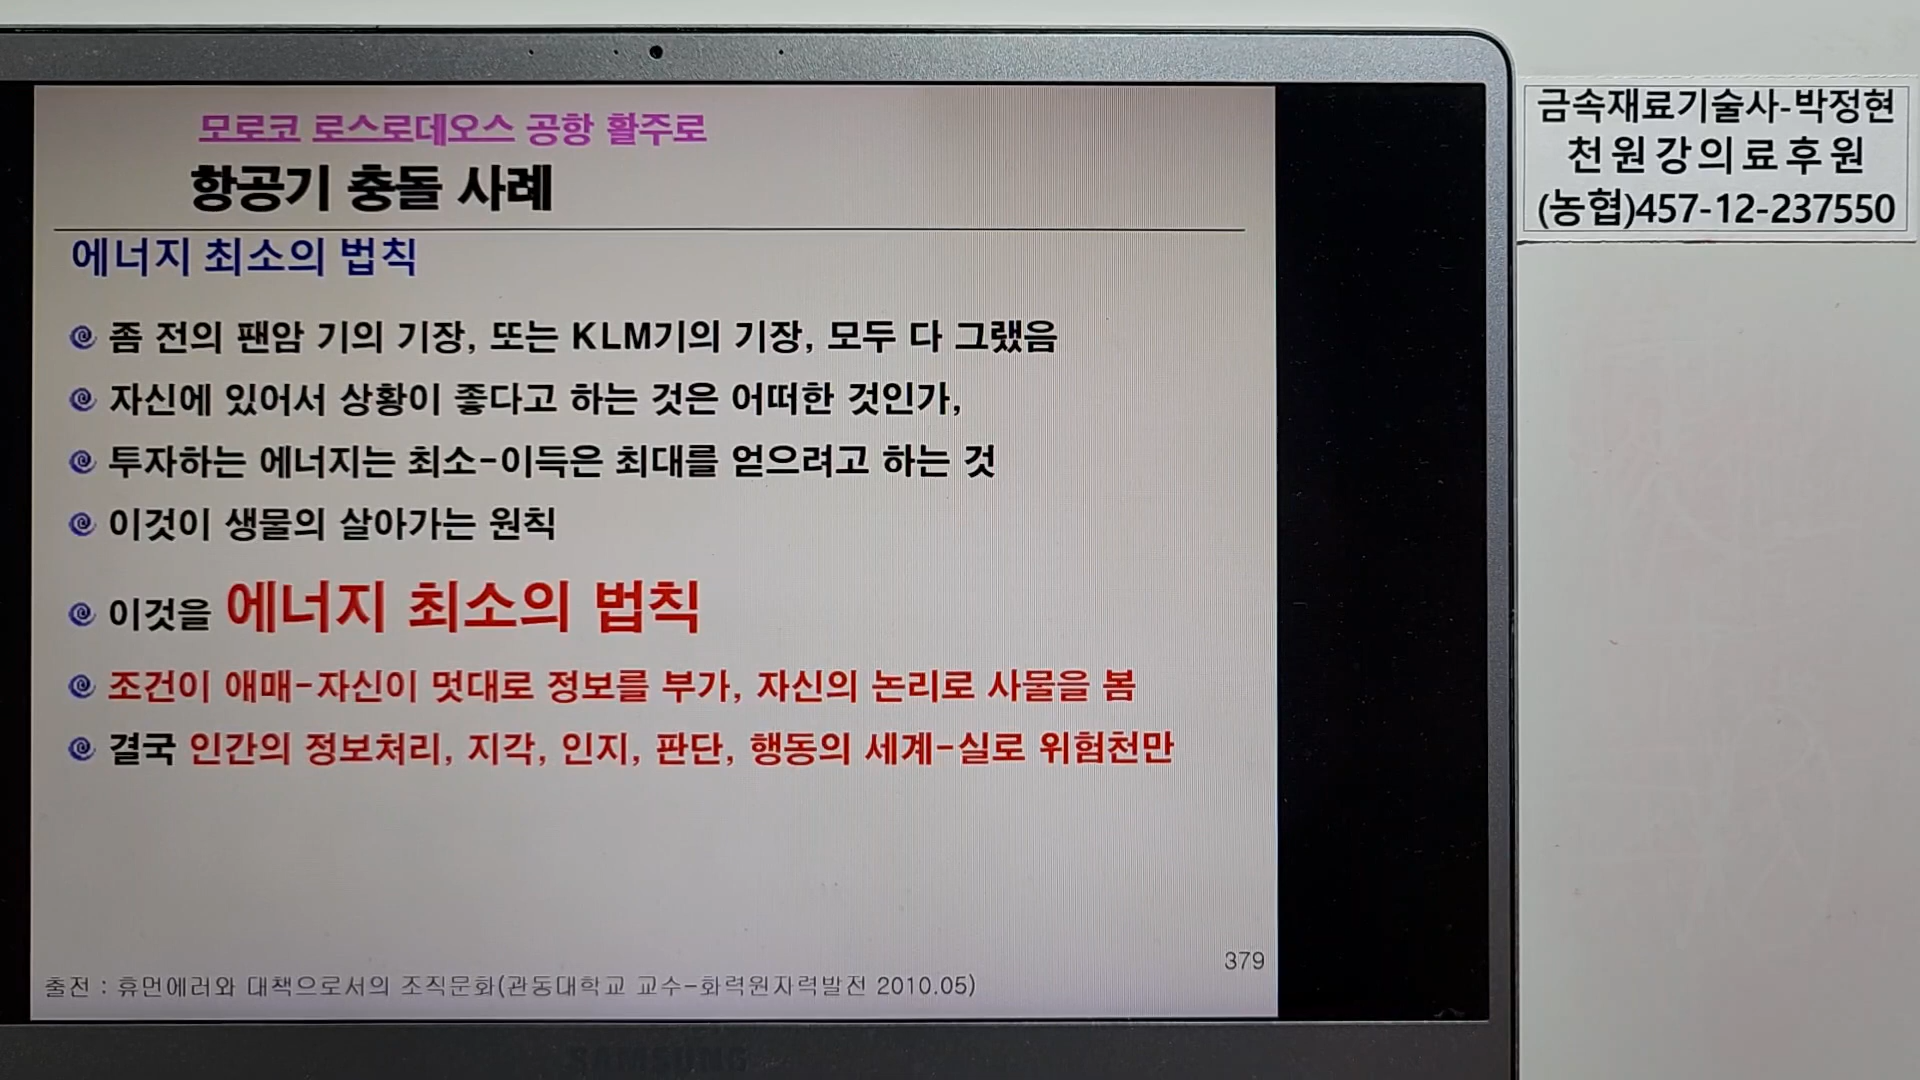 모로코 로스로데오스 공항 활주로
항공기 충돌 사례
에너지 최소의 법칙
좀 전의 팬암 기의 기장, 또는 KLM기의 기장, 모두 다 그랬음
자신에 있어서 상황이 좋다고 하는 것은 어떠한 것인가,
투자하는 에너지는 최소-이득은 최대를 얻으려고 하는 것
이것이 생물의 살아가는 원칙
이것을 에너지 최소의 법칙
조건이 애매-자신이 멋대로 정보를 부가, 자신의 논리로 사물을 봄
결국 인간의 정보처리, 지각, 인지, 판단, 행동의 세계-실로 위험천만
379
출전 : 휴먼에러와 대책으로서의 조직문화(관동대학교 교수-화력원자력발전 2010.05)
SAMSUNG
금속재료기술사-박정현
천원강의료후원
(농협)457-12-237550